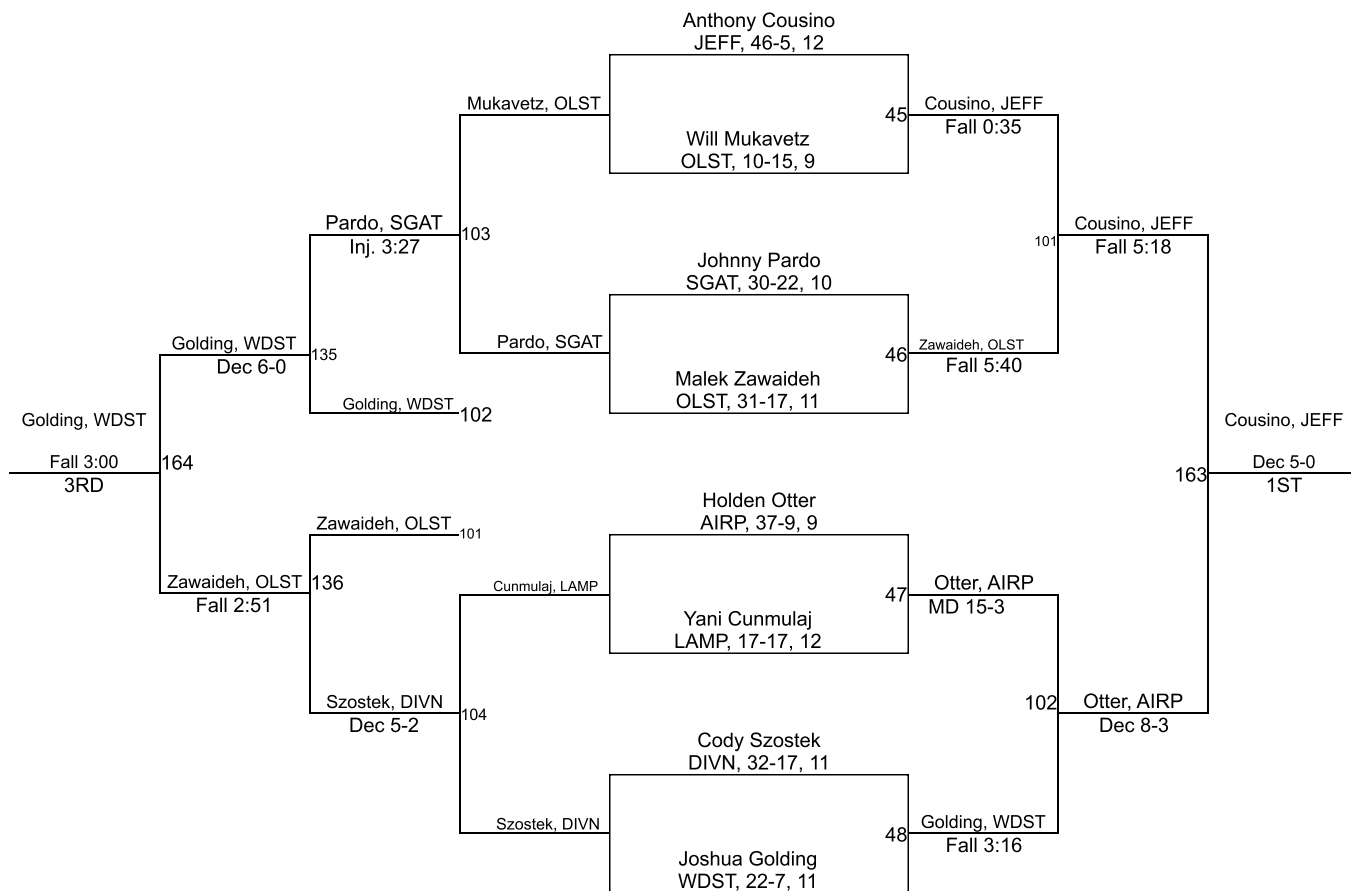 Anthony Cousino
JEFF, 46-5, 12
Mukavetz, OLST
45
Cousino, JEFF
Fall 0:35
Will Mukavetz
OLST, 10-15, 9
Pardo, SGAT
Inj. 3:27
103
101
Cousino, JEFF
Fall 5:18
Johnny Pardo
SGAT, 30-22, 10
Golding, WDST
Dec 6-0
135
Pardo, SGAT
46
Zawaideh, OLST
Fall 5:40
Malek Zawaideh
OLST, 31-17, 11
Golding, WDST
102
Golding, WDST
Fall 3:00
3RD
164
163
Cousino, JEFF
Dec 5-0
1ST
Holden Otter
AIRP, 37-9, 9
Zawaideh, OLST
101
Zawaideh, OLST
Fall 2:51
136
Cunmulaj, LAMP
47
Otter, AIRP
MD 15-3
Yani Cunmulaj
LAMP, 17-17, 12
Szostek, DIVN
Dec 5-2
104
102
Otter, AIRP
Dec 8-3
Cody Szostek
DIVN, 32-17, 11
Szostek, DIVN
48
Golding, WDST
Fall 3:16
Joshua Golding
WDST, 22-7, 11